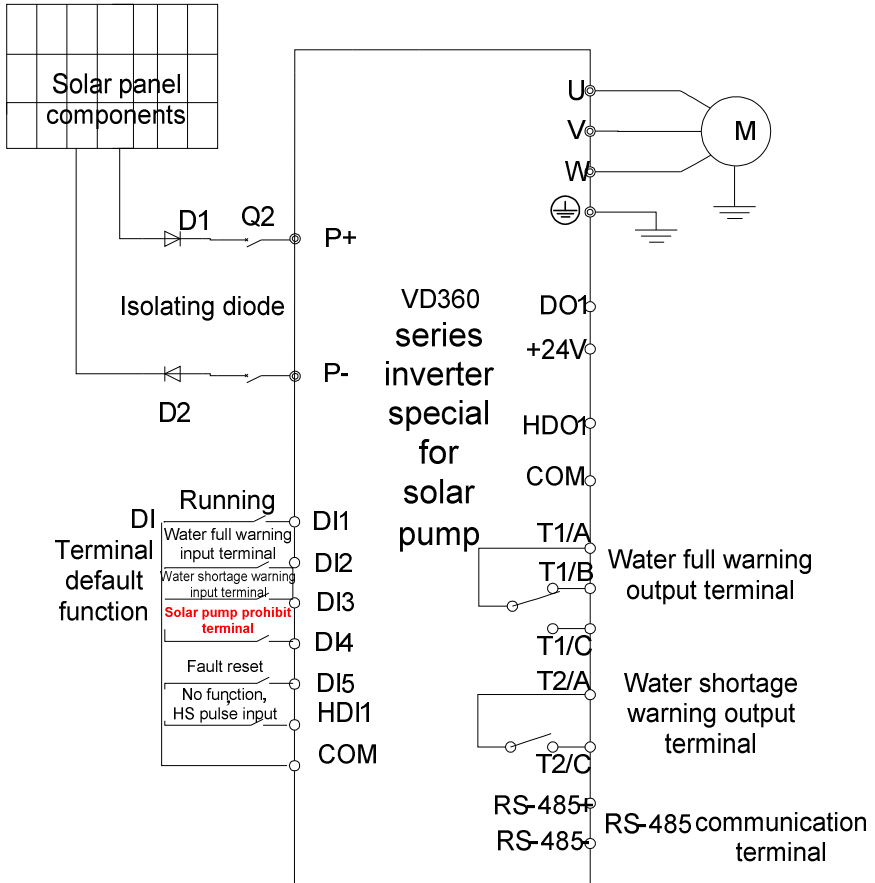 Solar panel
components
D1
Q2
P+
Isolating diode
P-
D2
VD360
series
inverter
special
for
solar
pump
U
V
W
M
DO1
+24V
HDO1
COM
T1/A
T1/B
T1/C
Water full warning
output terminal
T2/A
T2/C
Water shortage
warning output
terminal
RS-485+
RS-485-
RS-485 communication
terminal
DI
Terminal
default
function
Running
DI1
Water full warning
input terminal
DI2
Water shortage warning
input terminal
DI3
Solar pump prohibit
terminal
DI4
Fault reset
DI5
No function,
HS pulse input
HDI1
COM